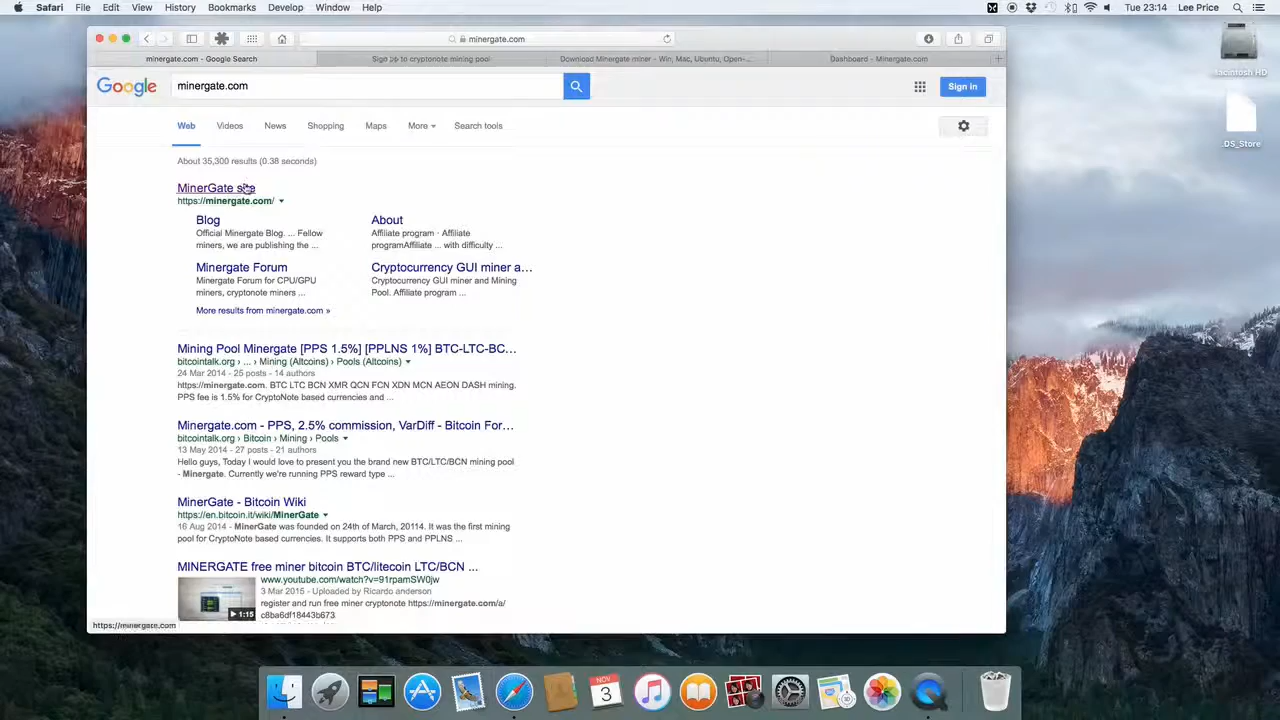 Safari File Edit View History Bookmarks Develop Window Help Tue 23:14 Lee Price
minergate.com
minergate.com - Google Search Sign up to cryptonote mining pool Download Minergate miner - Win, Mac, Ubuntu, Open-... Dashboard - Minergate.com
Google minergate.com Sign in
Web Videos News Shopping Maps More Search tools
About 35,300 results (0.38 seconds)
MinerGate site
https://minergate.com/
Blog
Official Minergate Blog. ... Fellow
miners, we are publishing the ...
About
Affiliate program · Affiliate
programAffiliate ... with difficulty ...
Minergate Forum
Minergate Forum for CPU/GPU
miners, cryptonote miners ...
Cryptocurrency GUI miner a...
Cryptocurrency GUI miner and Mining
Pool. Affiliate program ...
More results from minergate.com »
Mining Pool Minergate [PPS 1.5%] [PPLNS 1%] BTC-LTC-BC...
bitcointalk.org › ... › Mining (Altcoins) › Pools (Altcoins)
24 Mar 2014 - 25 posts - 14 authors
https://minergate.com. BTC LTC BCN XMR QCN FCN XDN MCN AEON DASH mining.
PPS fee is 1.5% for CryptoNote based currencies and ...
Minergate.com - PPS, 2.5% commission, VarDiff - Bitcoin For...
bitcointalk.org › Bitcoin › Mining › Pools
13 May 2014 - 27 posts - 21 authors
Hello guys, Today I would love to present you the brand new BTC/LTC/BCN mining pool
- Minergate. Currently we're running PPS reward type ...
MinerGate - Bitcoin Wiki
https://en.bitcoin.it/wiki/MinerGate
16 Aug 2014 - MinerGate was founded on 24th of March, 20114. It was the first mining
pool for CryptoNote based currencies. It supports both PPS and PPLNS ...
MINERGATE free miner bitcoin BTC/litecoin LTC/BCN ...
www.youtube.com/watch?v=91rpamSW0jw
3 Mar 2015 - Uploaded by Ricardo anderson
register and run free miner cryptonote https://minergate.com/a/
c8ba6df18443b673.
1:15
https://minergate.com
Macintosh HD
.DS_Store
NOV
3